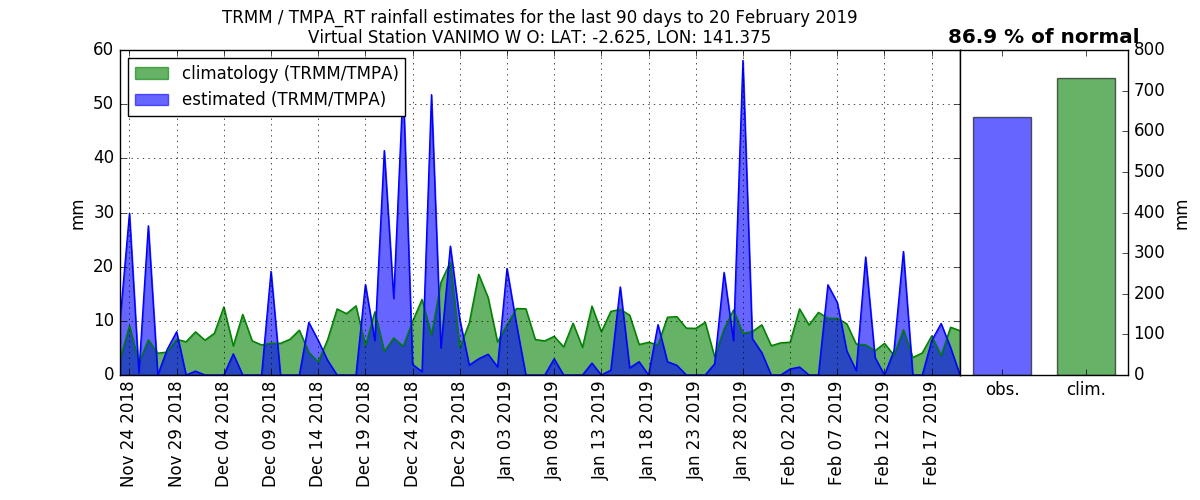 TRMM / TMPA_RT rainfall estimates for the last 90 days to 20 February 2019
Virtual Station VANIMO W O: LAT: -2.625, LON: 141.375
86.9 % of normal
climatology (TRMM/TMPA)
estimated (TRMM/TMPA)
60
50
40
30
20
10
0
mm
800
700
600
500
400
300
200
100
0
mm
Nov 24 2018
Nov 29 2018
Dec 04 2018
Dec 09 2018
Dec 14 2018
Dec 19 2018
Dec 24 2018
Dec 29 2018
Jan 03 2019
Jan 08 2019
Jan 13 2019
Jan 18 2019
Jan 23 2019
Jan 28 2019
Feb 02 2019
Feb 07 2019
Feb 12 2019
Feb 17 2019
obs.
clim.